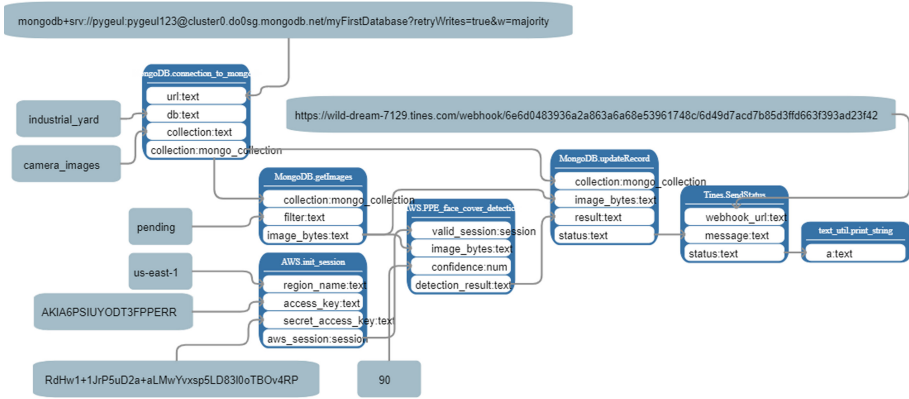 mongodb+srv://pygeul:pygeul123@cluster0.do0sg.mongodb.net/myFirstDatabase?retryWrites=true&w=majority
ongoDB.connection_to_mongo
url:text
db:text
collection:text
collection:mongo_collection
industrial_yard
camera_images
https://wild-dream-7129.tines.com/webhook/6e6d0483936a2a863a6a68e53961748c/6d49d7acd7b85d3ffd663f393ad23f42
MongoDB.getImages
collection:mongo_collection
filter:text
image_bytes:text
pending
AWS.init_session
region_name:text
access_key:text
secret_access_key:text
aws_session:session
us-east-1
AKIA6PSIUYODT3FPPERR
RdHw1+1JrP5uD2a+aLMwYvxsp5LD83l0oTBOv4RP
90
WS.PPE_face_cover_detectio
valid_session:session
image_bytes:text
confidence:num
detection_result:text
MongoDB.updateRecord
collection:mongo_collection
image_bytes:text
result:text
status:text
Tines.SendStatus
webhook_url:text
message:text
status:text
text_util.print_string
a:text